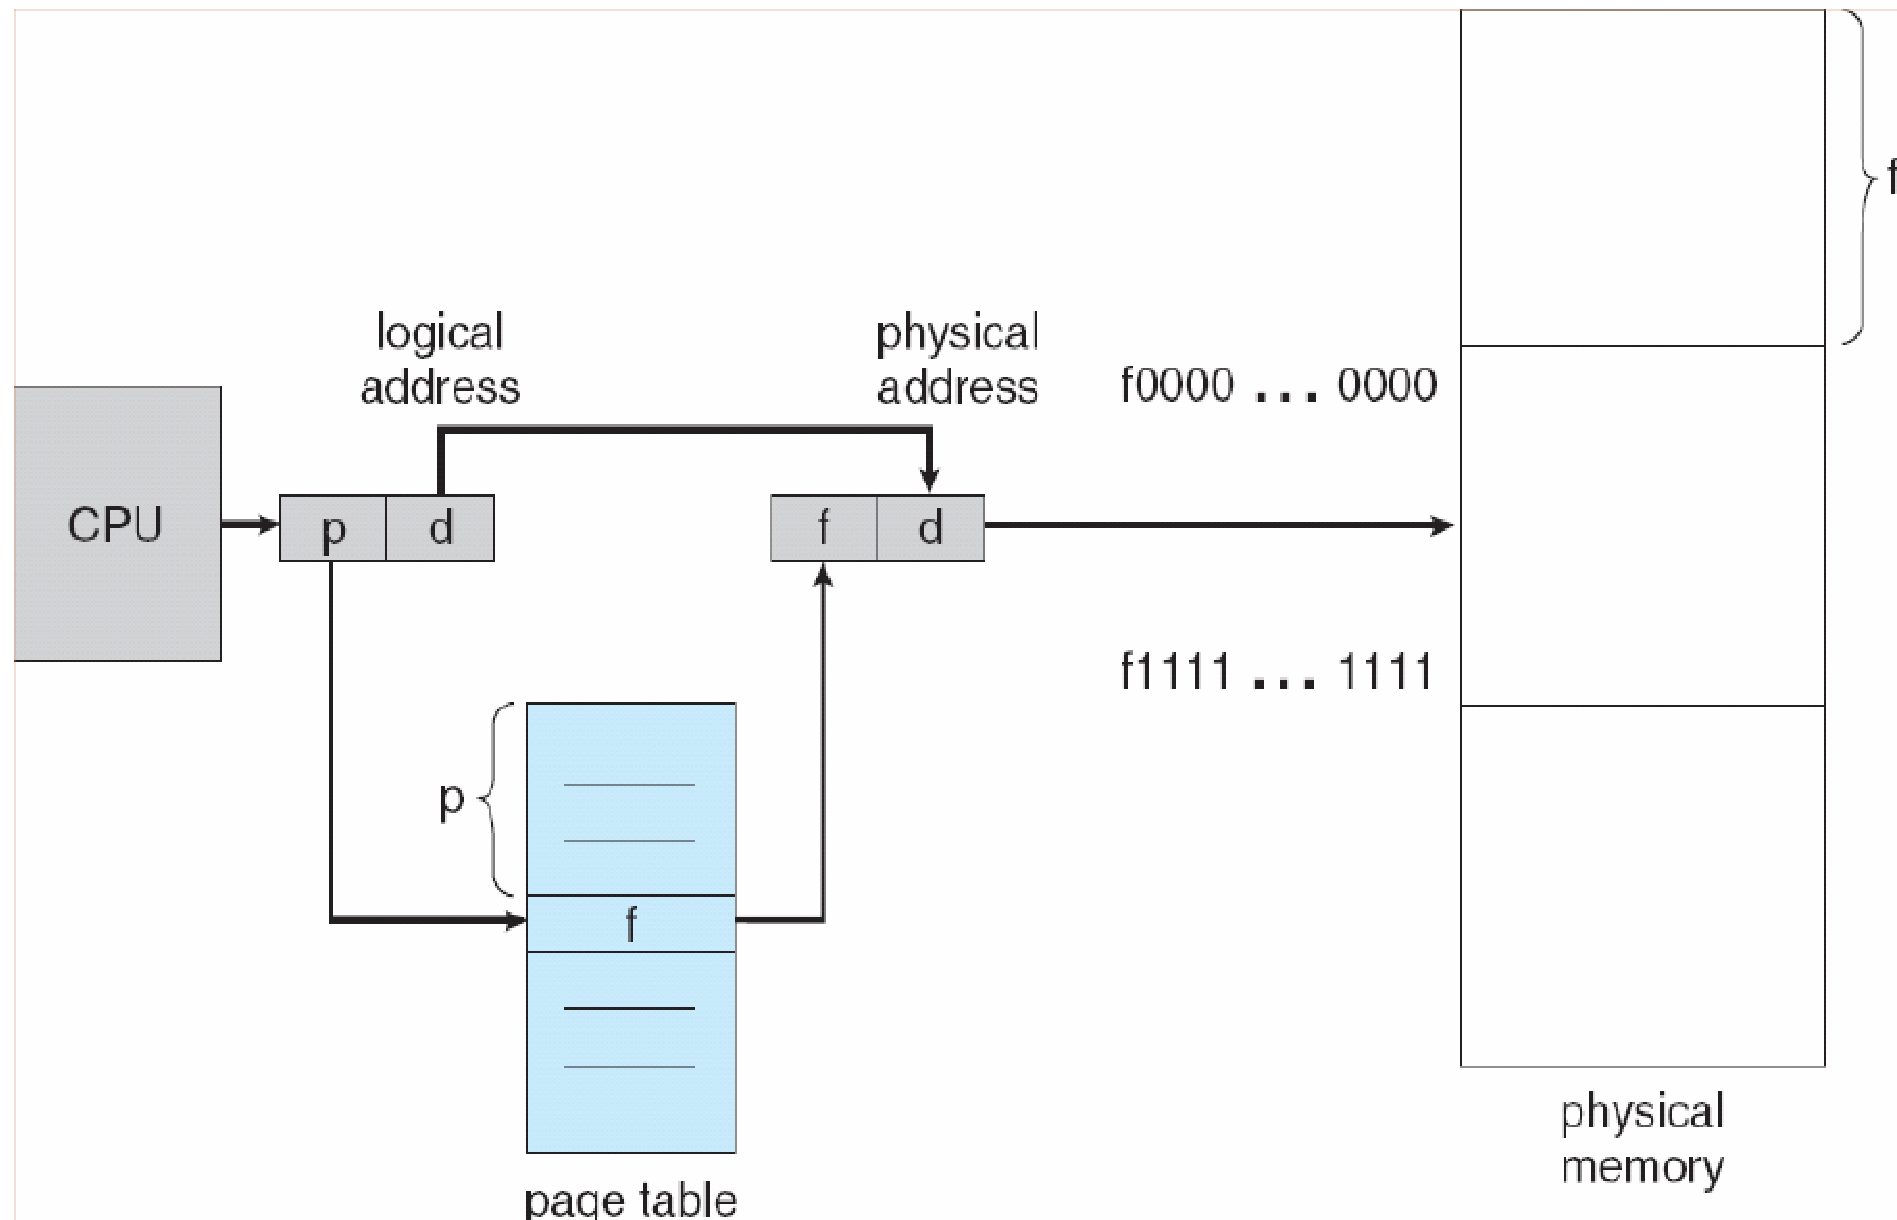 f
logical
address
physical
address
f0000 ... 0000
CPU
p
d
f
d
f1111 ... 1111
p
f
physical
memory
page table